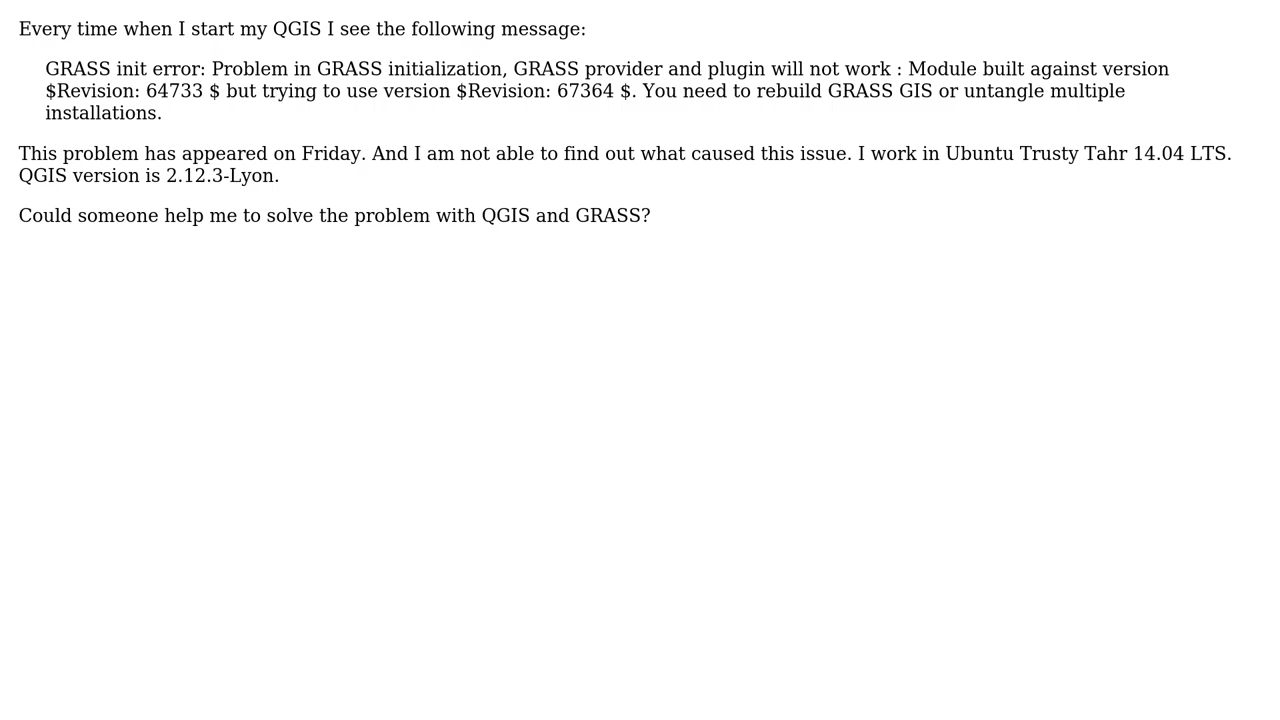 Every time when I start my QGIS I see the following message:
GRASS init error: Problem in GRASS initialization, GRASS provider and plugin will not work : Module built against version
$Revision: 64733 $ but trying to use version $Revision: 67364 $. You need to rebuild GRASS GIS or untangle multiple
installations.
This problem has appeared on Friday. And I am not able to find out what caused this issue. I work in Ubuntu Trusty Tahr 14.04 LTS.
QGIS version is 2.12.3-Lyon.
Could someone help me to solve the problem with QGIS and GRASS?